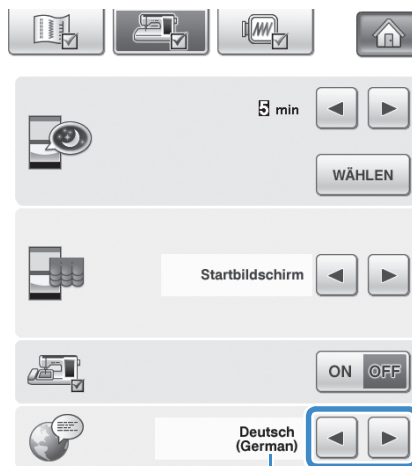 5 min
WÄHLEN
Startbildschirm
ON OFF
Deutsch
(German)